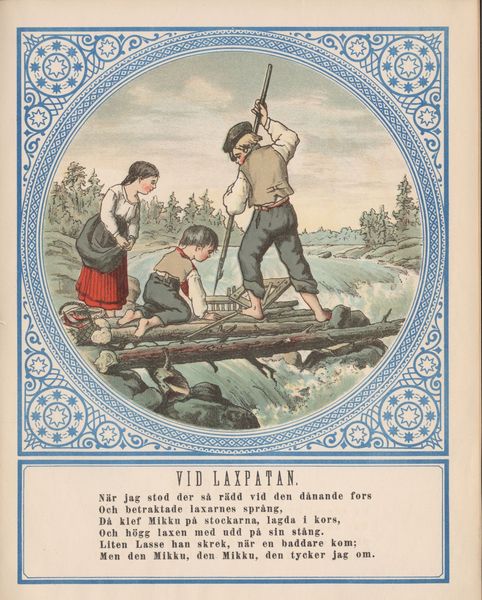 VID LAXPATAN.
När jag stod der så rädd vid den dånande fors
Och betraktade laxarnes språng,
Då klef Mikku på stockarna, lagda i kors,
Och högg laxen med udd på sin stång.
Liten Lasse han skrek, när en baddare kom;
Men den Mikku, den Mikku, den tycker jag om.